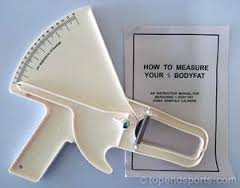 HOW TO MEASURE
YOUR % BODYFAT
AN INSTRUCTION MANUAL FOR
MEASURING % BODY FAT
USING SKINFOLD CALIPERS
© topendsports.com